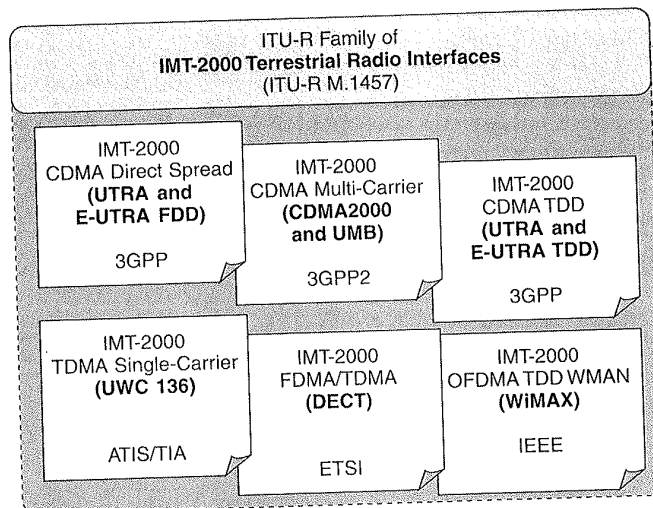 ITU-R Family of
IMT-2000 Terrestrial Radio Interfaces
(ITU-R M.1457)
IMT-2000
CDMA Direct Spread
(UTRA and
E-UTRA FDD)
3GPP
IMT-2000
CDMA Multi-Carrier
(CDMA2000
and UMB)
3GPP2
IMT-2000
CDMA TDD
(UTRA and
E-UTRA TDD)
3GPP
IMT-2000
TDMA Single-Carrier
(UWC 136)
ATIS/TIA
IMT-2000
FDMA/TDMA
(DECT)
ETSI
IMT-2000
OFDMA TDD WMAN
(WiMAX)
IEEE